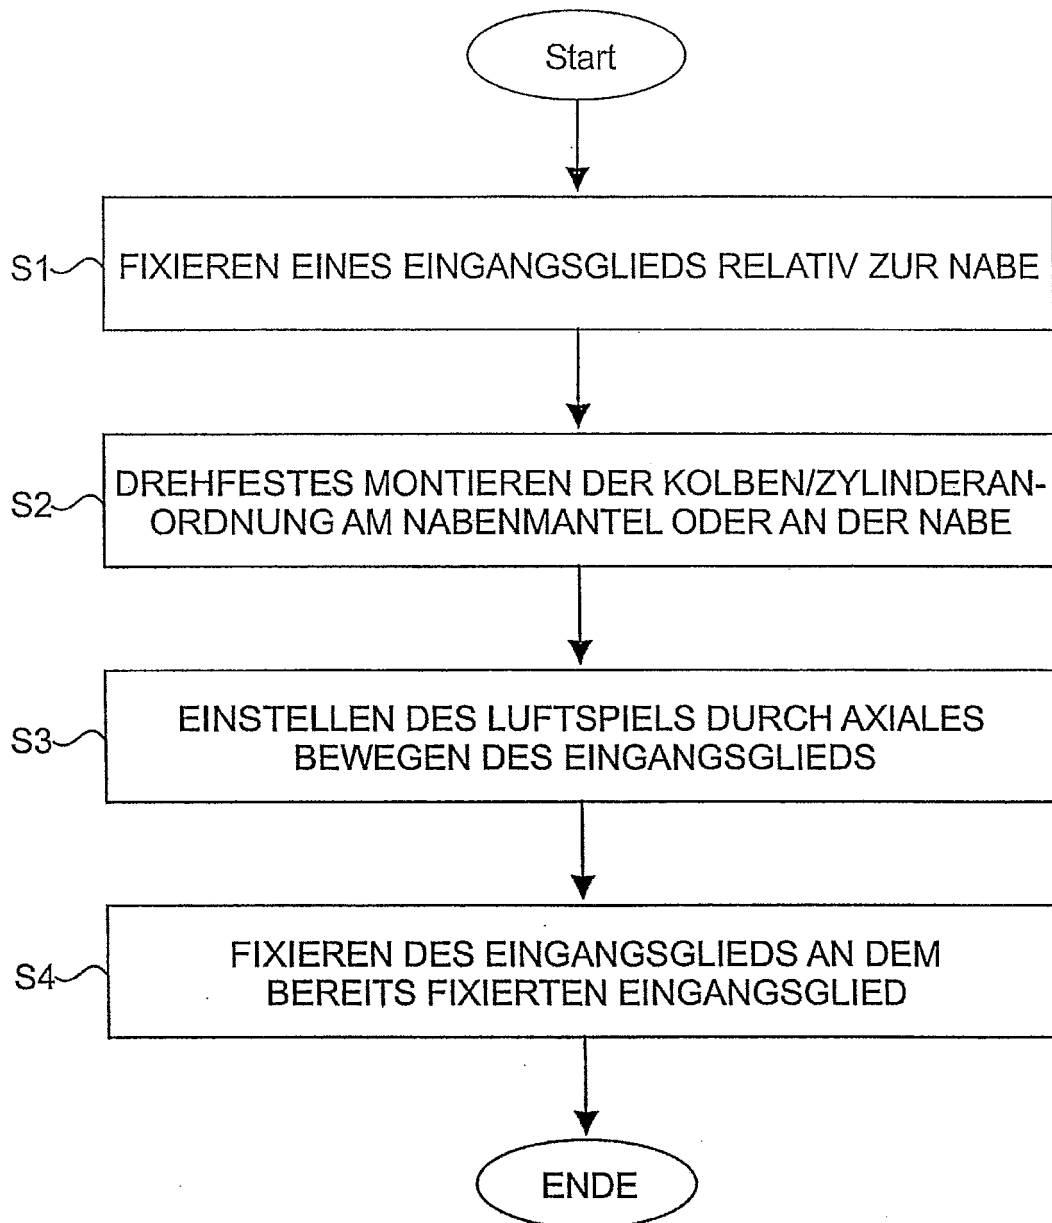 Start
S1 FIXIEREN EINES EINGANGSGLIEDS RELATIV ZUR NABE
S2 DREHFESTES MONTIEREN DER KOLBEN/ZYLINDERAN-
ORDNUNG AM NABENMANTEL ODER AN DER NABE
S3 EINSTELLEN DES LUFTSPIELS DURCH AXIALES
BEWEGEN DES EINGANGSGLIEDS
S4 FIXIEREN DES EINGANGSGLIEDS AN DEM
BEREITS FIXIERTEN EINGANGSGLIED
ENDE